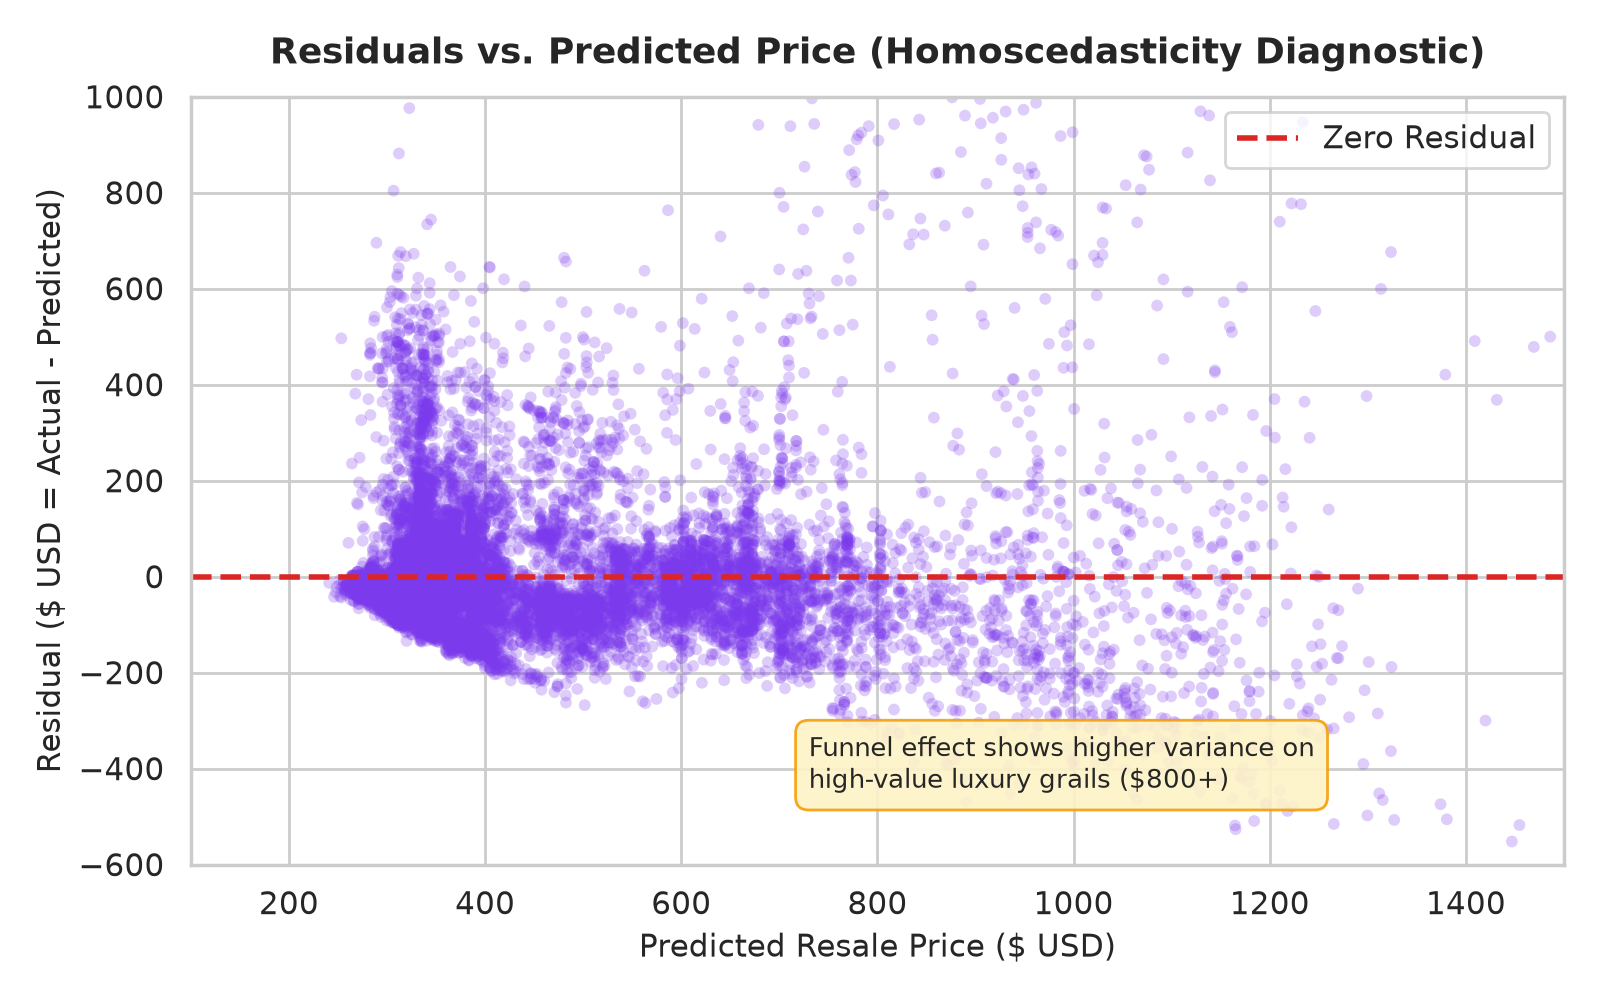 Residuals vs. Predicted Price (Homoscedasticity Diagnostic)
1000
800
600
400
200
0
−200
−400
−600
Residual ($ USD = Actual - Predicted)
Zero Residual
Funnel effect shows higher variance on
high-value luxury grails ($800+)
200 400 600 800 1000 1200 1400
Predicted Resale Price ($ USD)